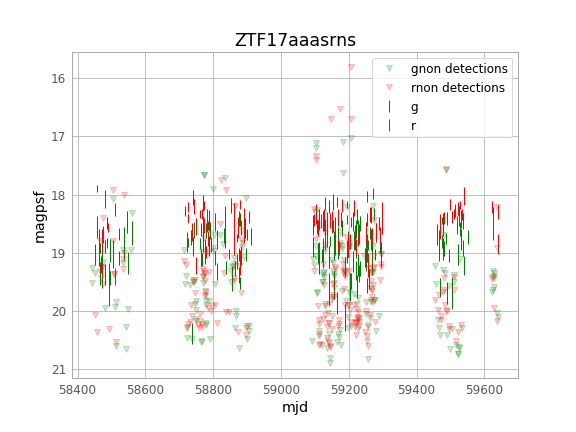 ZTF17aaasrns
gnon detections
rnon detections
g
r
magpsf
16
17
18
19
20
21
58400 58600 58800 59000 59200 59400 59600
mjd